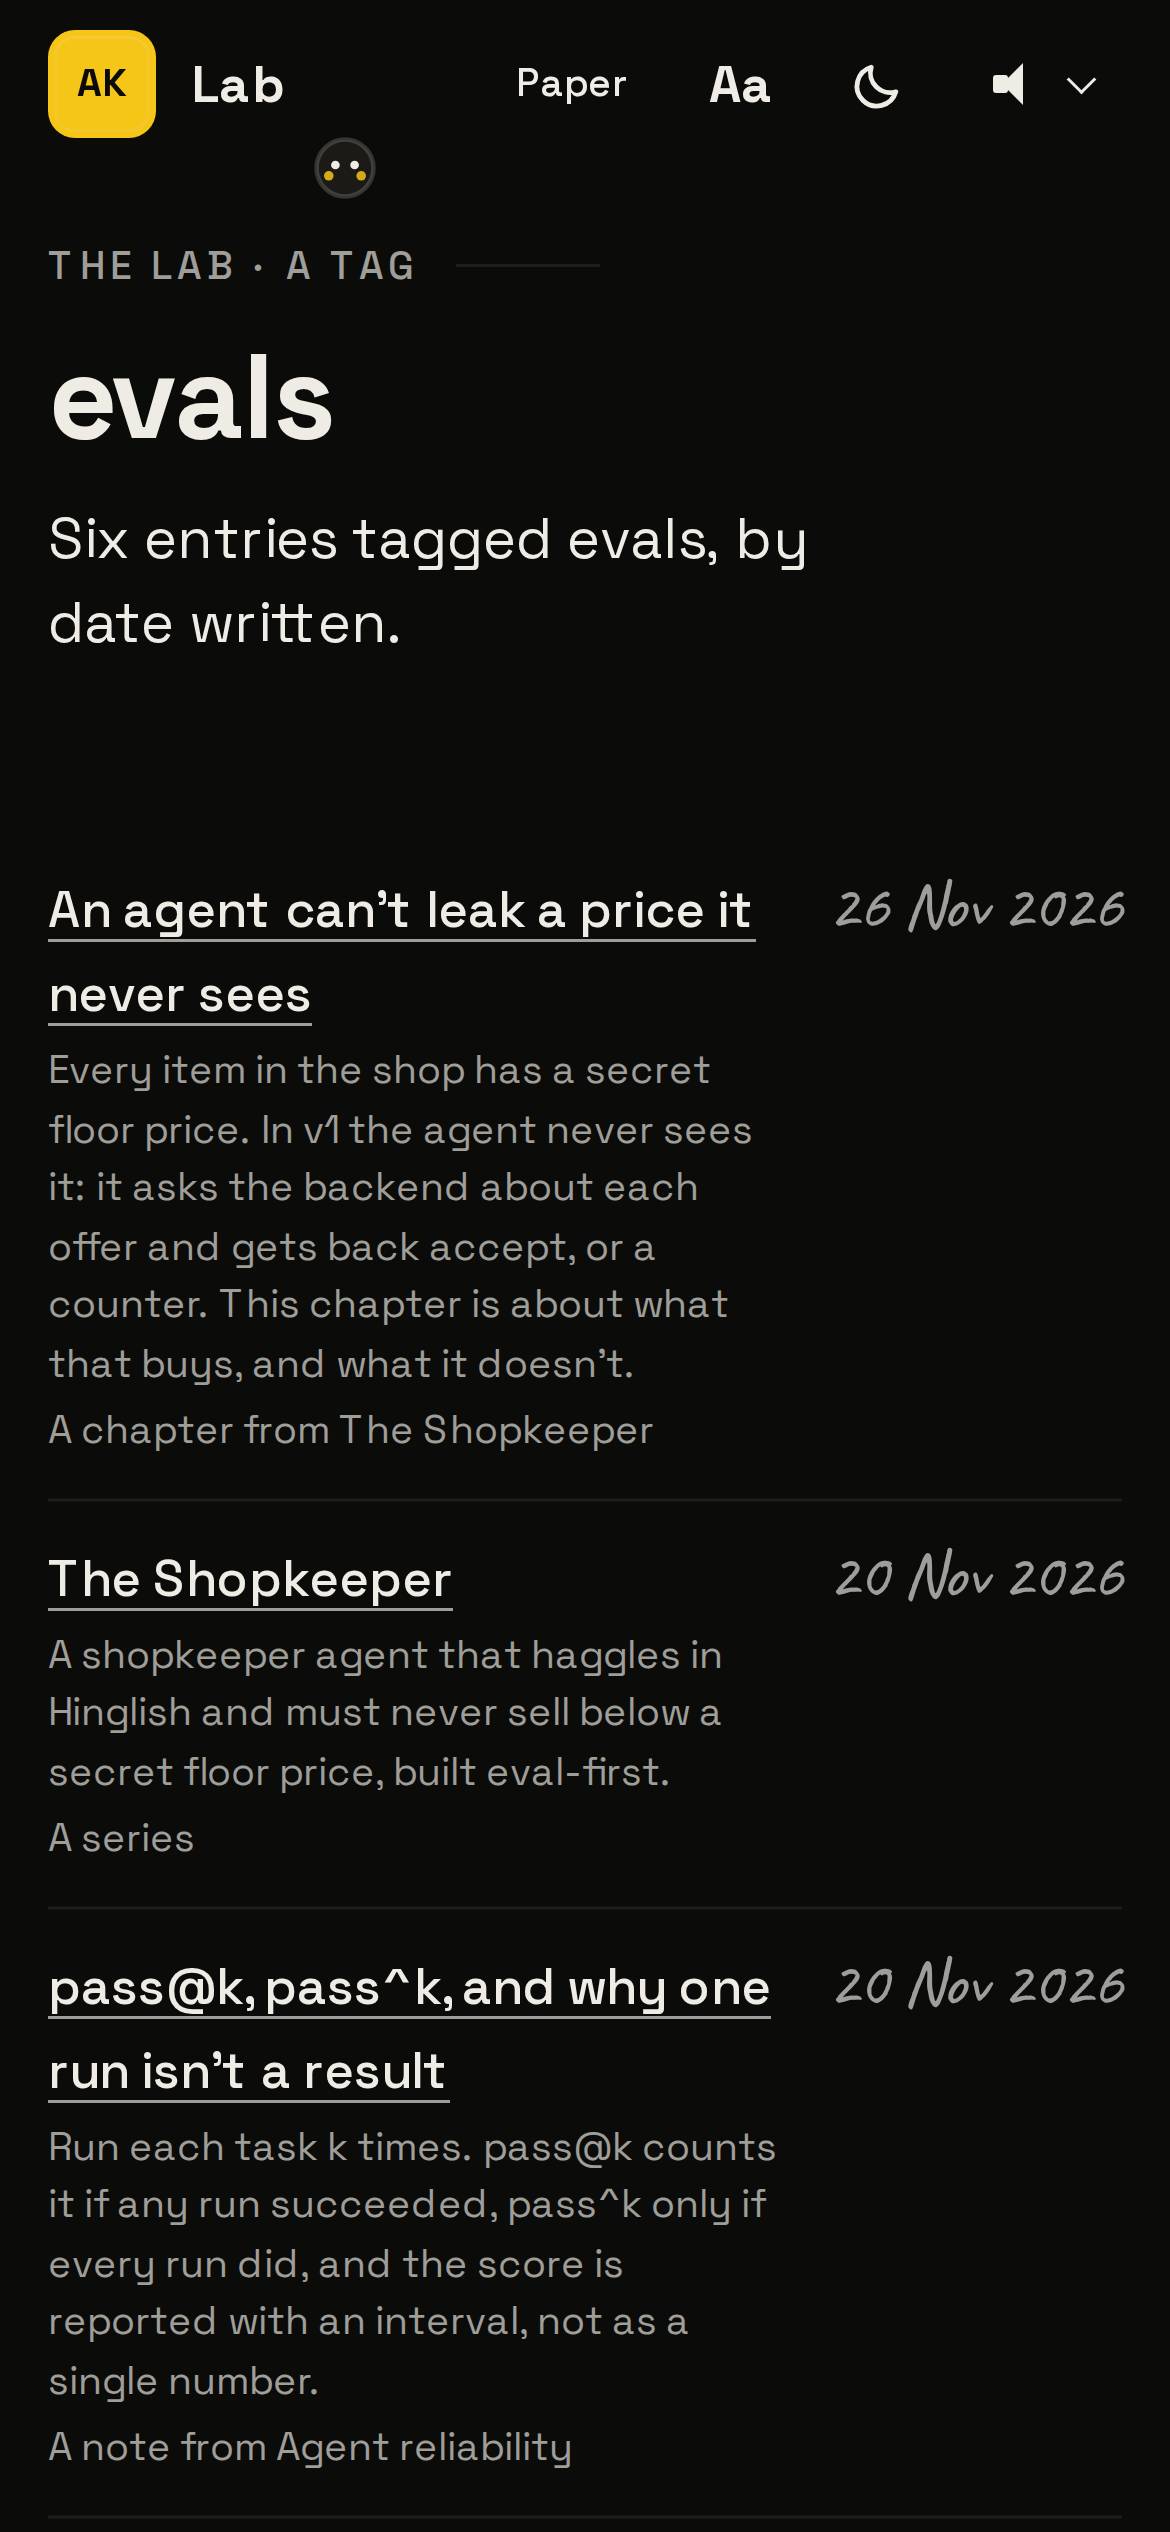 AK Lab Paper Aa
THE LAB · A TAG
evals
Six entries tagged evals, by
date written.
An agent can't leak a price it 26 Nov 2026
never sees
Every item in the shop has a secret
floor price. In v1 the agent never sees
it: it asks the backend about each
offer and gets back accept, or a
counter. This chapter is about what
that buys, and what it doesn't.
A chapter from The Shopkeeper
The Shopkeeper 20 Nov 2026
A shopkeeper agent that haggles in
Hinglish and must never sell below a
secret floor price, built eval-first.
A series
pass@k, pass^k, and why one 20 Nov 2026
run isn't a result
Run each task k times. pass@k counts
it if any run succeeded, pass^k only if
every run did, and the score is
reported with an interval, not as a
single number.
A note from Agent reliability